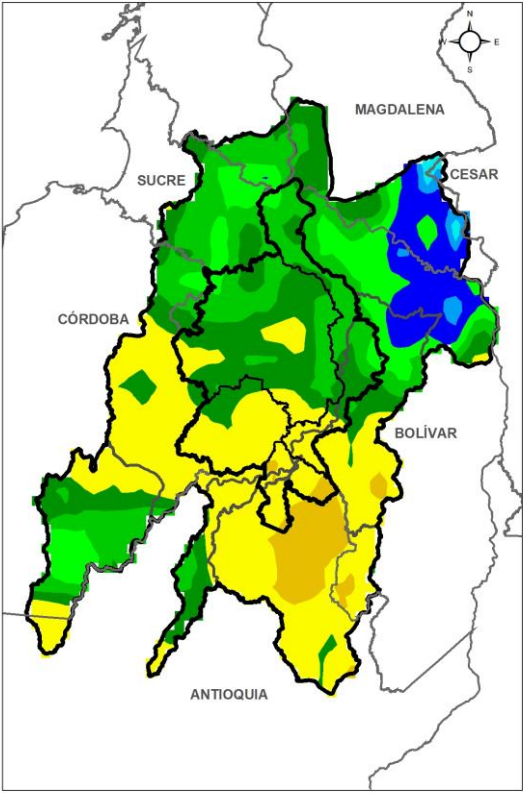 N
W E
S
MAGDALENA
SUCRE
CESAR
CÓRDOBA
BOLÍVAR
ANTIOQUIA